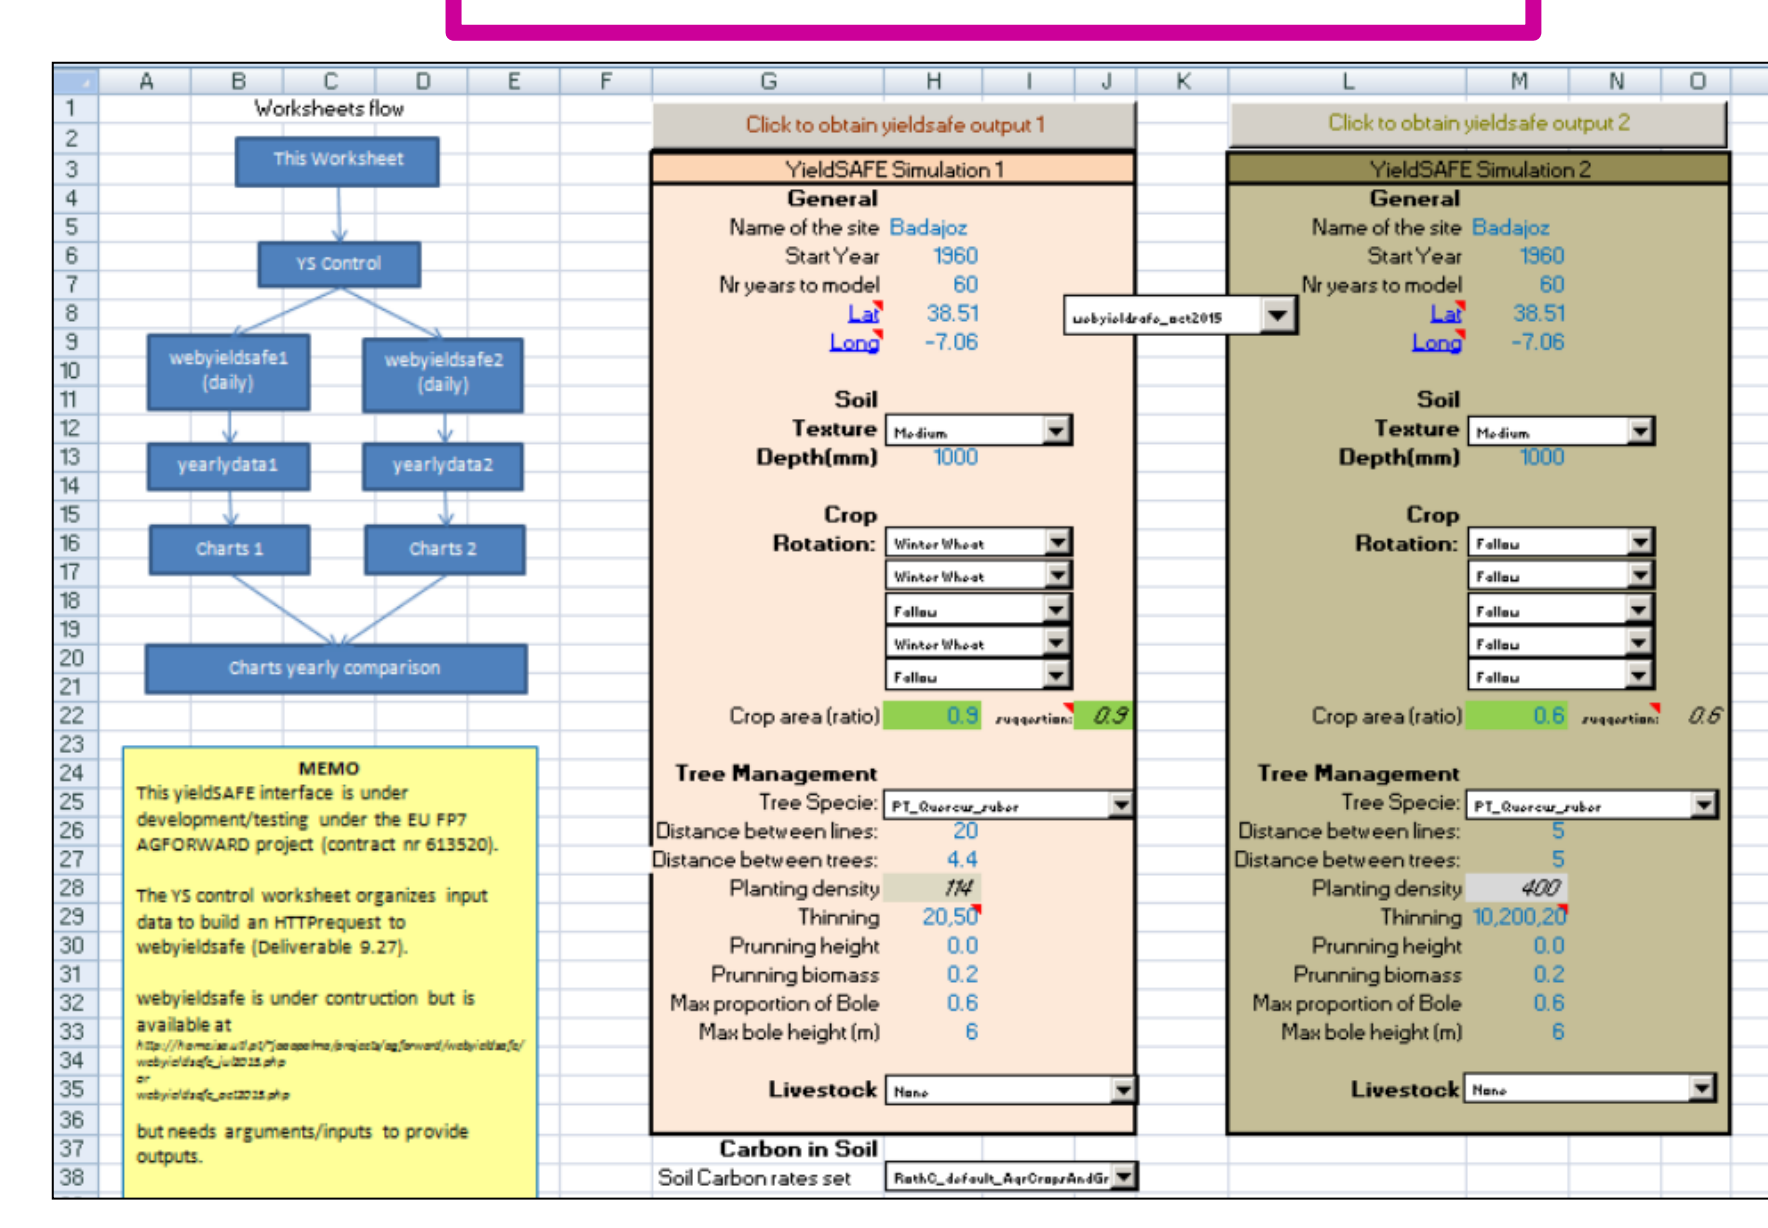 A B C D E F G H I J K L M N O
1 Worksheets flow
2
3
4
5
6
7
8
9
10
11
12
13
14
15
16
17
18
19
20
21
22
23
24
25
26
27
28
29
30
31
32
33
34
35
36
37
38
This Worksheet
YS Control
webyieldsafe1
(daily)
webyieldsafe2
(daily)
yearlydata1
yearlydata2
Charts 1
Charts 2
Charts yearly comparison
MEMO
This yieldSAFE interface is under
development/testing under the EU FP7
AGFORWARD project (contract nr 613520).
The YS control worksheet organizes input
data to build an HTTPrequest to
webyieldsafe (Deliverable 9.27).
webyieldsafe is under contruction but is
available at
webyieldsafe_jul2015.php
or
webyieldsafe_oct2015.php
but needs arguments/inputs to provide
outputs.
Click to obtain yieldsafe output 1
YieldSAFE Simulation 1
General
Name of the site Badajoz
Start Year 1960
Nr years to model 60
Lat 38.51
Long -7.06
webyieldsafe_oct2015
Soil
Texture Medium
Depth(mm) 1000
Crop
Rotation: Winter Wheat
Winter Wheat
Fallow
Winter Wheat
Fallow
Crop area (ratio) 0.9 suggestion: 0.9
Tree Management
Tree Specie: PT_Quercus_suber
Distance between lines: 20
Distance between trees: 4.4
Planting density 114
Thinning 20,50
Prunning height 0.0
Prunning biomass 0.2
Max proportion of Bole 0.6
Max bole height (m) 6
Livestock None
Carbon in Soil
Soil Carbon rates set RothC_default_AgrCropsAndGr
Click to obtain yieldsafe output 2
YieldSAFE Simulation 2
General
Name of the site Badajoz
Start Year 1960
Nr years to model 60
Lat 38.51
Long -7.06
Soil
Texture Medium
Depth(mm) 1000
Crop
Rotation: Fallow
Fallow
Fallow
Fallow
Fallow
Crop area (ratio) 0.6 suggestion: 0.6
Tree Management
Tree Specie: PT_Quercus_suber
Distance between lines: 5
Distance between trees: 5
Planting density 400
Thinning 10,200,20
Prunning height 0.0
Prunning biomass 0.2
Max proportion of Bole 0.6
Max bole height (m) 6
Livestock None